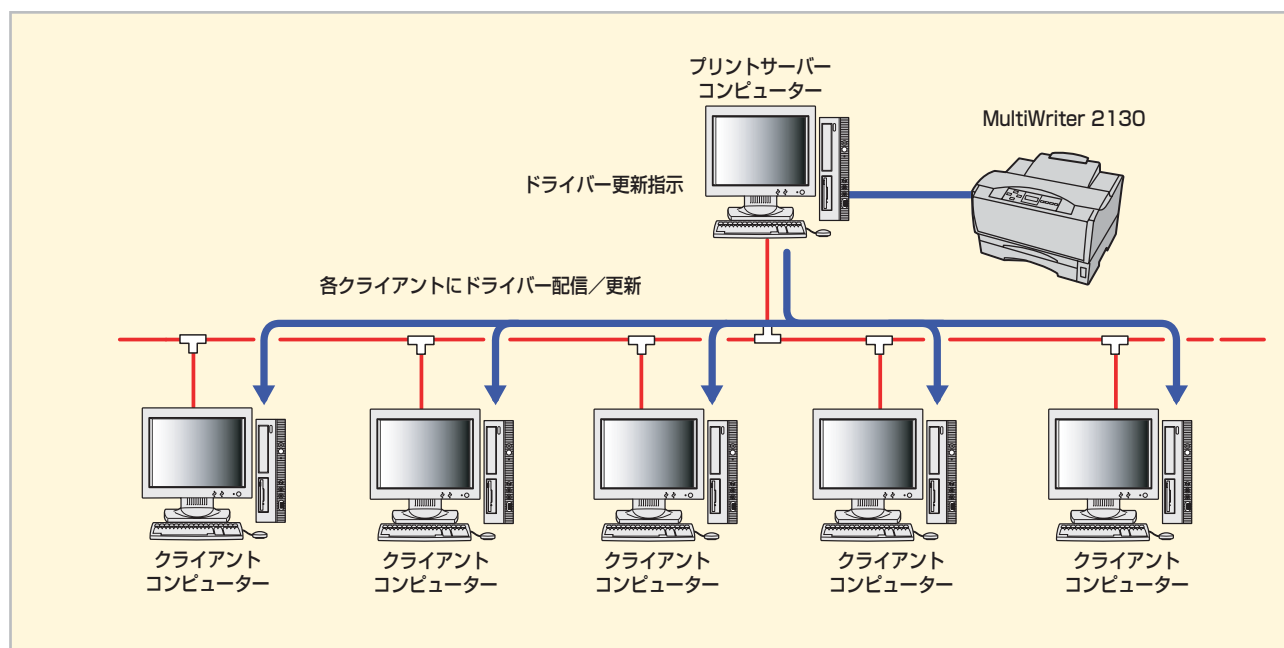 プリントサーバー
コンピューター
MultiWriter 2130
ドライバー更新指示
各クライアントにドライバー配信／更新
クライアント
コンピューター
クライアント
コンピューター
クライアント
コンピューター
クライアント
コンピューター
クライアント
コンピューター